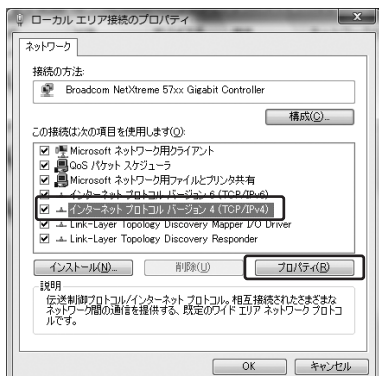 ローカル エリア接続のプロパティ
ネットワーク
接続の方法:
Broadcom NetXtreme 57xx Gigabit Controller
構成(C)...
この接続は次の項目を使用します(O):
Microsoft ネットワーク用クライアント
QoS パケット スケジューラ
Microsoft ネットワーク用ファイルとプリンタ共有
インターネット プロトコル バージョン 6 (TCP/IPv6)
インターネット プロトコル バージョン 4 (TCP/IPv4)
Link-Layer Topology Discovery Mapper I/O Driver
Link-Layer Topology Discovery Responder
インストール(N)...
削除(U)
プロパティ(R)
説明
伝送制御プロトコル/インターネット プロトコル。相互接続されたさまざまな
ネットワーク間の通信を提供する、既定のワイド エリア ネットワーク プロトコ
ルです。
OK
キャンセル